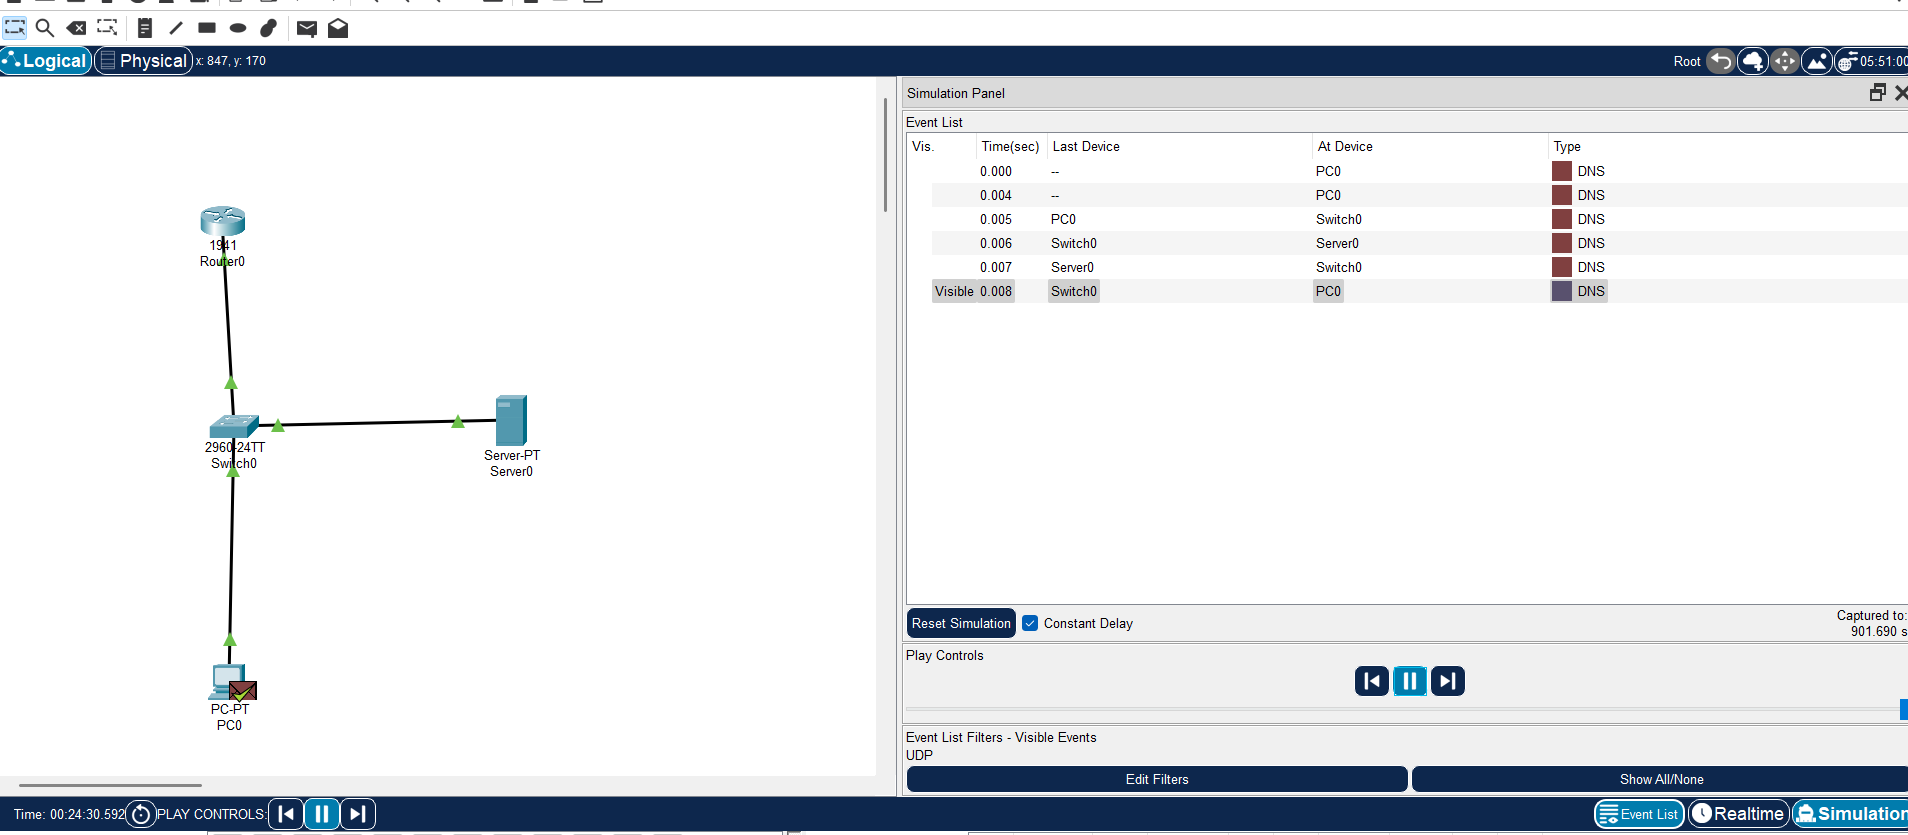 Logical Physical x: 847, y: 170 Root 05:51:00
Simulation Panel
Event List
Vis. Time(sec) Last Device At Device Type
0.000 -- PC0 DNS
0.004 -- PC0 DNS
0.005 PC0 Switch0 DNS
0.006 Switch0 Server0 DNS
0.007 Server0 Switch0 DNS
Visible 0.008 Switch0 PC0 DNS
1941
Router0
2960-24TT
Switch0
Server-PT
Server0
PC-PT
PC0
Reset Simulation Constant Delay Captured to:
901.690 s
Play Controls
Event List Filters - Visible Events
UDP
Edit Filters Show All/None
Time: 00:24:30.592 PLAY CONTROLS: Event List Realtime Simulation